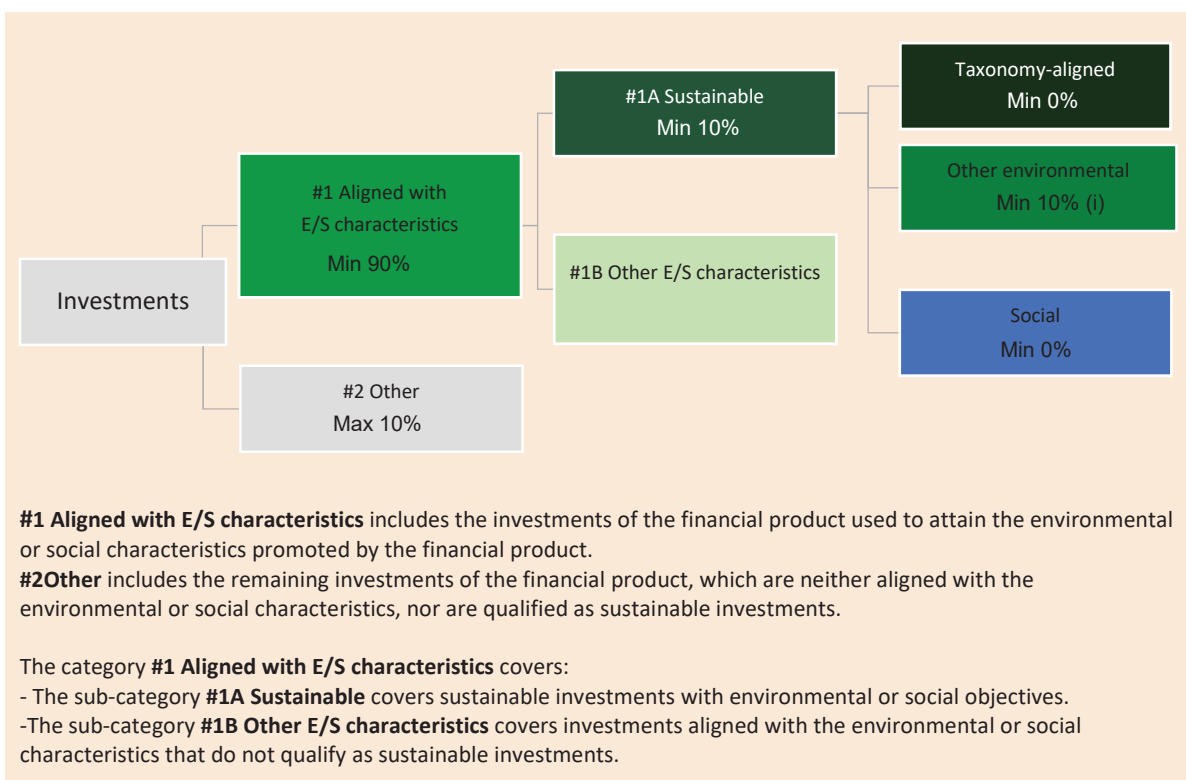 Investments
#1 Aligned with
E/S characteristics
Min 90%
#2 Other
Max 10%
#1A Sustainable
Min 10%
#1B Other E/S characteristics
Taxonomy-aligned
Min 0%
Other environmental
Min 10% (i)
Social
Min 0%
#1 Aligned with E/S characteristics includes the investments of the financial product used to attain the environmental
or social characteristics promoted by the financial product.
#2Other includes the remaining investments of the financial product, which are neither aligned with the
environmental or social characteristics, nor are qualified as sustainable investments.
The category #1 Aligned with E/S characteristics covers:
- The sub-category #1A Sustainable covers sustainable investments with environmental or social objectives.
-The sub-category #1B Other E/S characteristics covers investments aligned with the environmental or social
characteristics that do not qualify as sustainable investments.